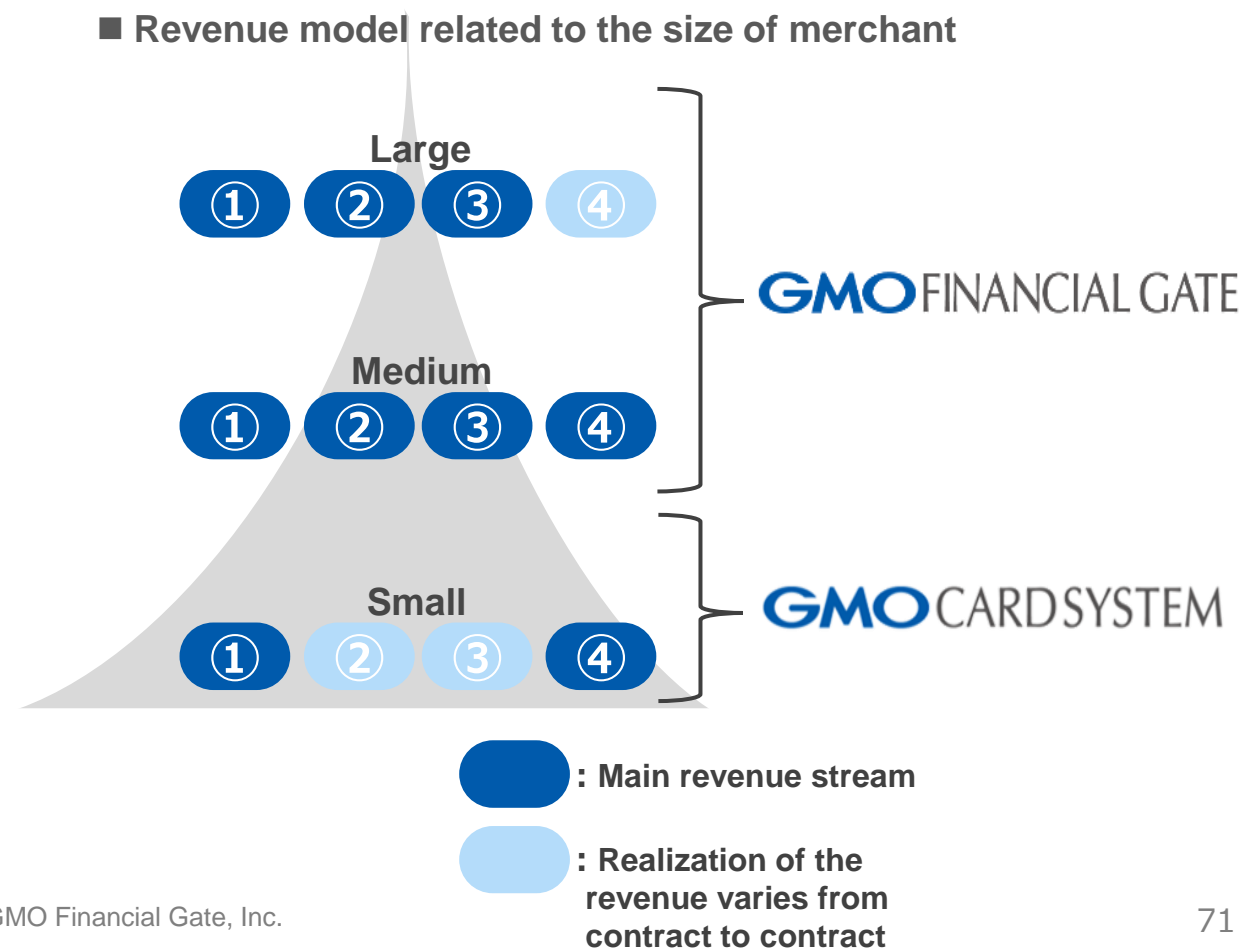 ■ Revenue model related to the size of merchant
Large
① ② ③ ④
GMO FINANCIAL GATE
Medium
① ② ③ ④
Small
GMO CARD SYSTEM
① ② ③ ④
: Main revenue stream
: Realization of the
revenue varies from
contract to contract
GMO Financial Gate, Inc.
71